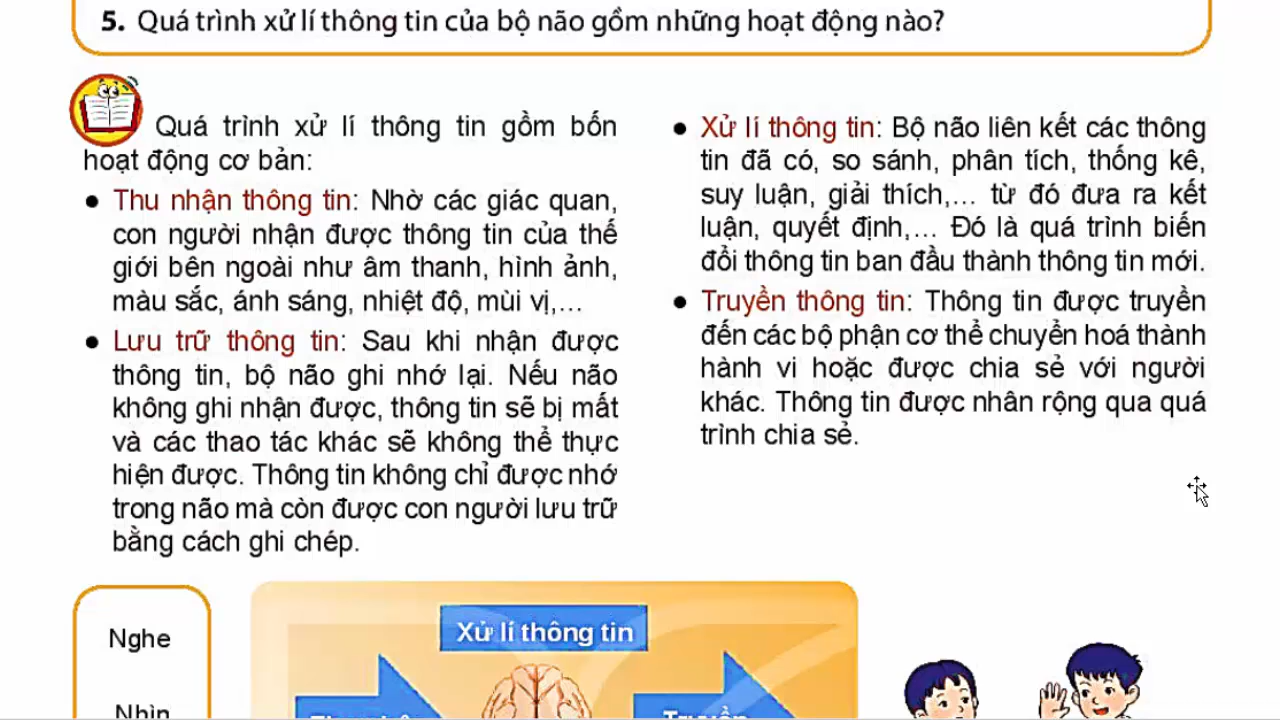 5. Quá trình xử lí thông tin của bộ não gồm những hoạt động nào?
Quá trình xử lí thông tin gồm bốn
hoạt động cơ bản:
● Thu nhận thông tin: Nhờ các giác quan,
con người nhận được thông tin của thế
giới bên ngoài như âm thanh, hình ảnh,
màu sắc, ánh sáng, nhiệt độ, mùi vị,...
● Lưu trữ thông tin: Sau khi nhận được
thông tin, bộ não ghi nhớ lại. Nếu não
không ghi nhận được, thông tin sẽ bị mất
và các thao tác khác sẽ không thể thực
hiện được. Thông tin không chỉ được nhớ
trong não mà còn được con người lưu trữ
bằng cách ghi chép.
● Xử lí thông tin: Bộ não liên kết các thông
tin đã có, so sánh, phân tích, thống kê,
suy luận, giải thích,... từ đó đưa ra kết
luận, quyết định,... Đó là quá trình biến
đổi thông tin ban đầu thành thông tin mới.
● Truyền thông tin: Thông tin được truyền
đến các bộ phận cơ thể chuyển hoá thành
hành vi hoặc được chia sẻ với người
khác. Thông tin được nhân rộng qua quá
trình chia sẻ.
Nghe
Nhìn
Xử lí thông tin
Truyền